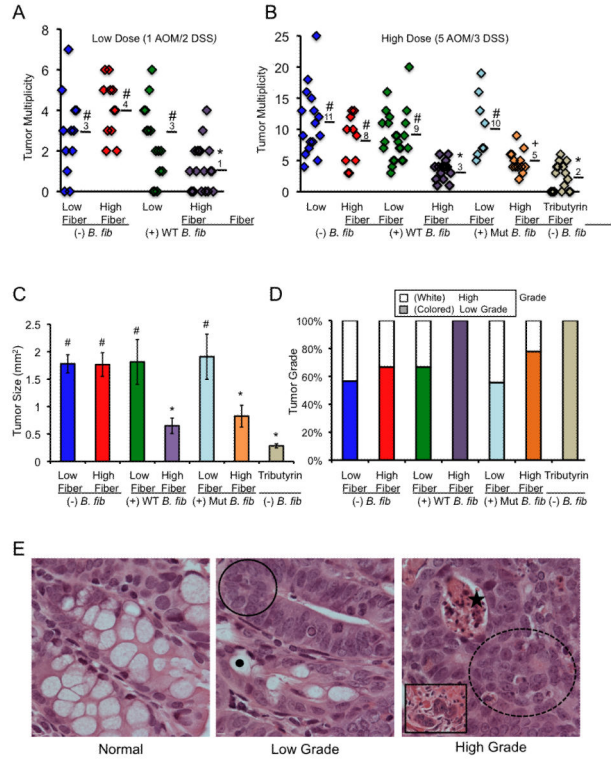 A
Low Dose (1 AOM/2 DSS)
Tumor Multiplicity
8
6
4
2
0
#
3
#
4
#
3
*
1
Low
Fiber
High
Fiber
Low
High
Fiber
Fiber
(-) B. fib
(+) WT B. fib
B
High Dose (5 AOM/3 DSS)
Tumor Multiplicity
30
25
20
15
10
5
0
#
11
#
8
#
9
*
3
#
10
+
5
*
2
Low
High
Fiber
Low
Fiber
High
Fiber
Low
Fiber
High
Fiber
Tributyrin
(-) B. fib
(+) WT B. fib
(+) Mut B. fib
(-) B. fib
C
Tumor Size (mm²)
2.5
2
1.5
1
0.5
0
#
#
#
*
#
*
*
Low
Fiber
High
Fiber
Low
Fiber
High
Fiber
Low
Fiber
High
Fiber
Tributyrin
(-) B. fib
(+) WT B. fib
(+) Mut B. fib
(-) B. fib
D
(White) High Grade
(Colored) Low Grade
Tumor Grade
100%
80%
60%
40%
20%
0%
Low
Fiber
High
Fiber
Low
Fiber
High
Fiber
Low
Fiber
High
Fiber
Tributyrin
(-) B. fib
(+) WT B. fib
(+) Mut B. fib
(-) B. fib
E
Normal
Low Grade
High Grade